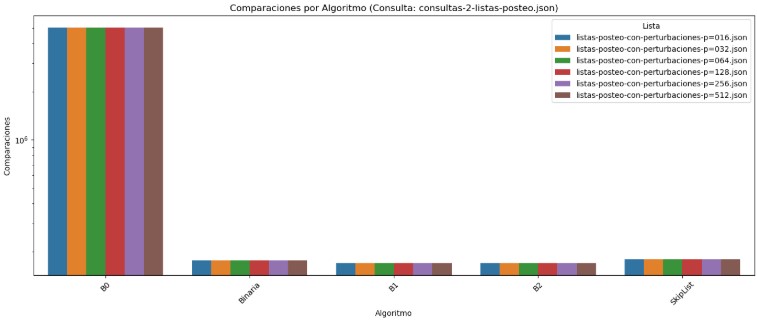 Comparaciones por Algoritmo (Consulta: consultas-2-listas-posteo.json)
Lista
listas-posteo-con-perturbaciones-p=016.json
listas-posteo-con-perturbaciones-p=032.json
listas-posteo-con-perturbaciones-p=064.json
listas-posteo-con-perturbaciones-p=128.json
listas-posteo-con-perturbaciones-p=256.json
listas-posteo-con-perturbaciones-p=512.json
Comparaciones
10⁶
B0
Binaria
B1
B2
SkipList
Algoritmo